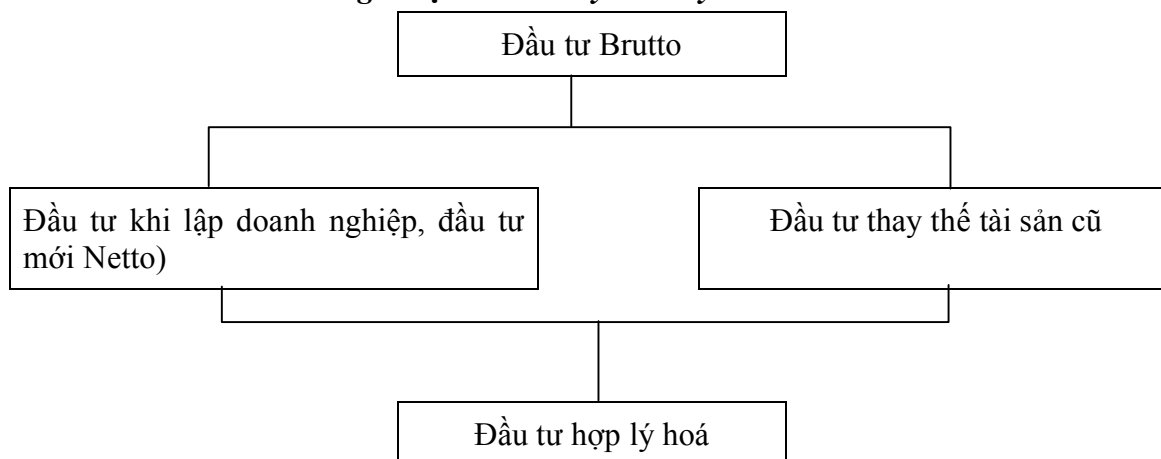 Đầu tư Brutto
Đầu tư khi lập doanh nghiệp, đầu tư
mới Netto)
Đầu tư thay thế tài sản cũ
Đầu tư hợp lý hoá